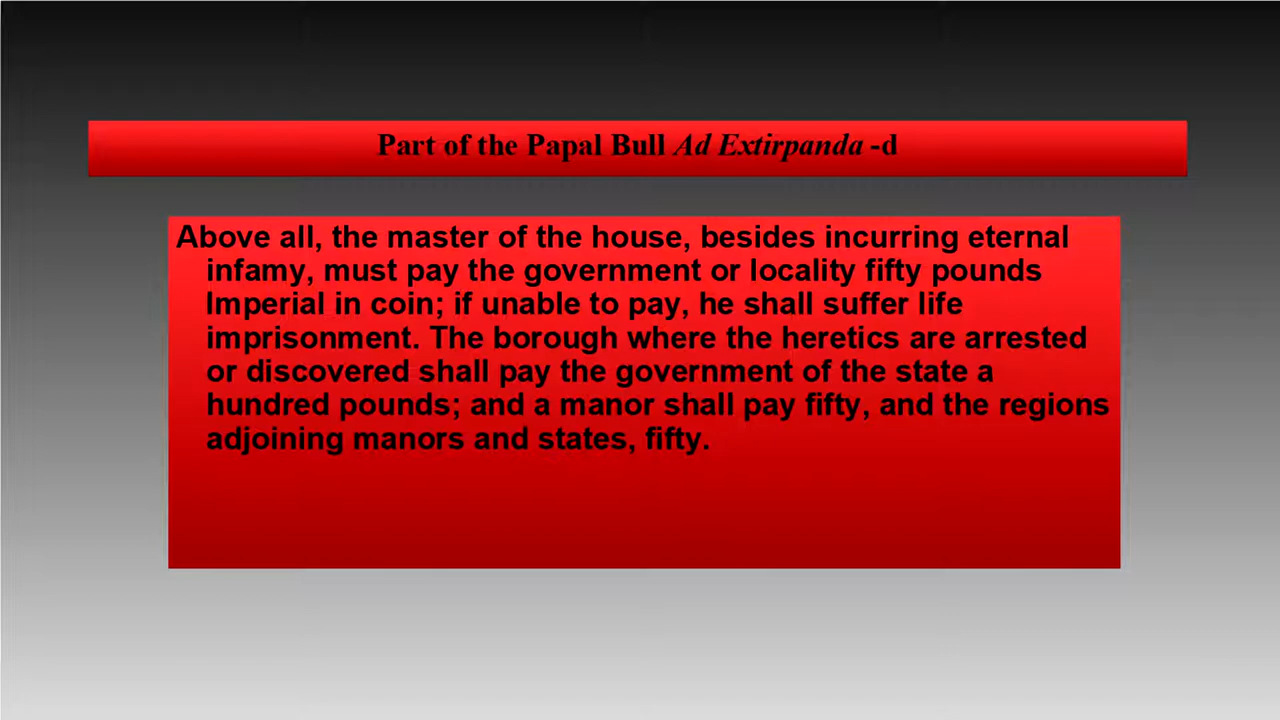 Part of the Papal Bull Ad Extirpanda -d
Above all, the master of the house, besides incurring eternal
infamy, must pay the government or locality fifty pounds
Imperial in coin; if unable to pay, he shall suffer life
imprisonment. The borough where the heretics are arrested
or discovered shall pay the government of the state a
hundred pounds; and a manor shall pay fifty, and the regions
adjoining manors and states, fifty.